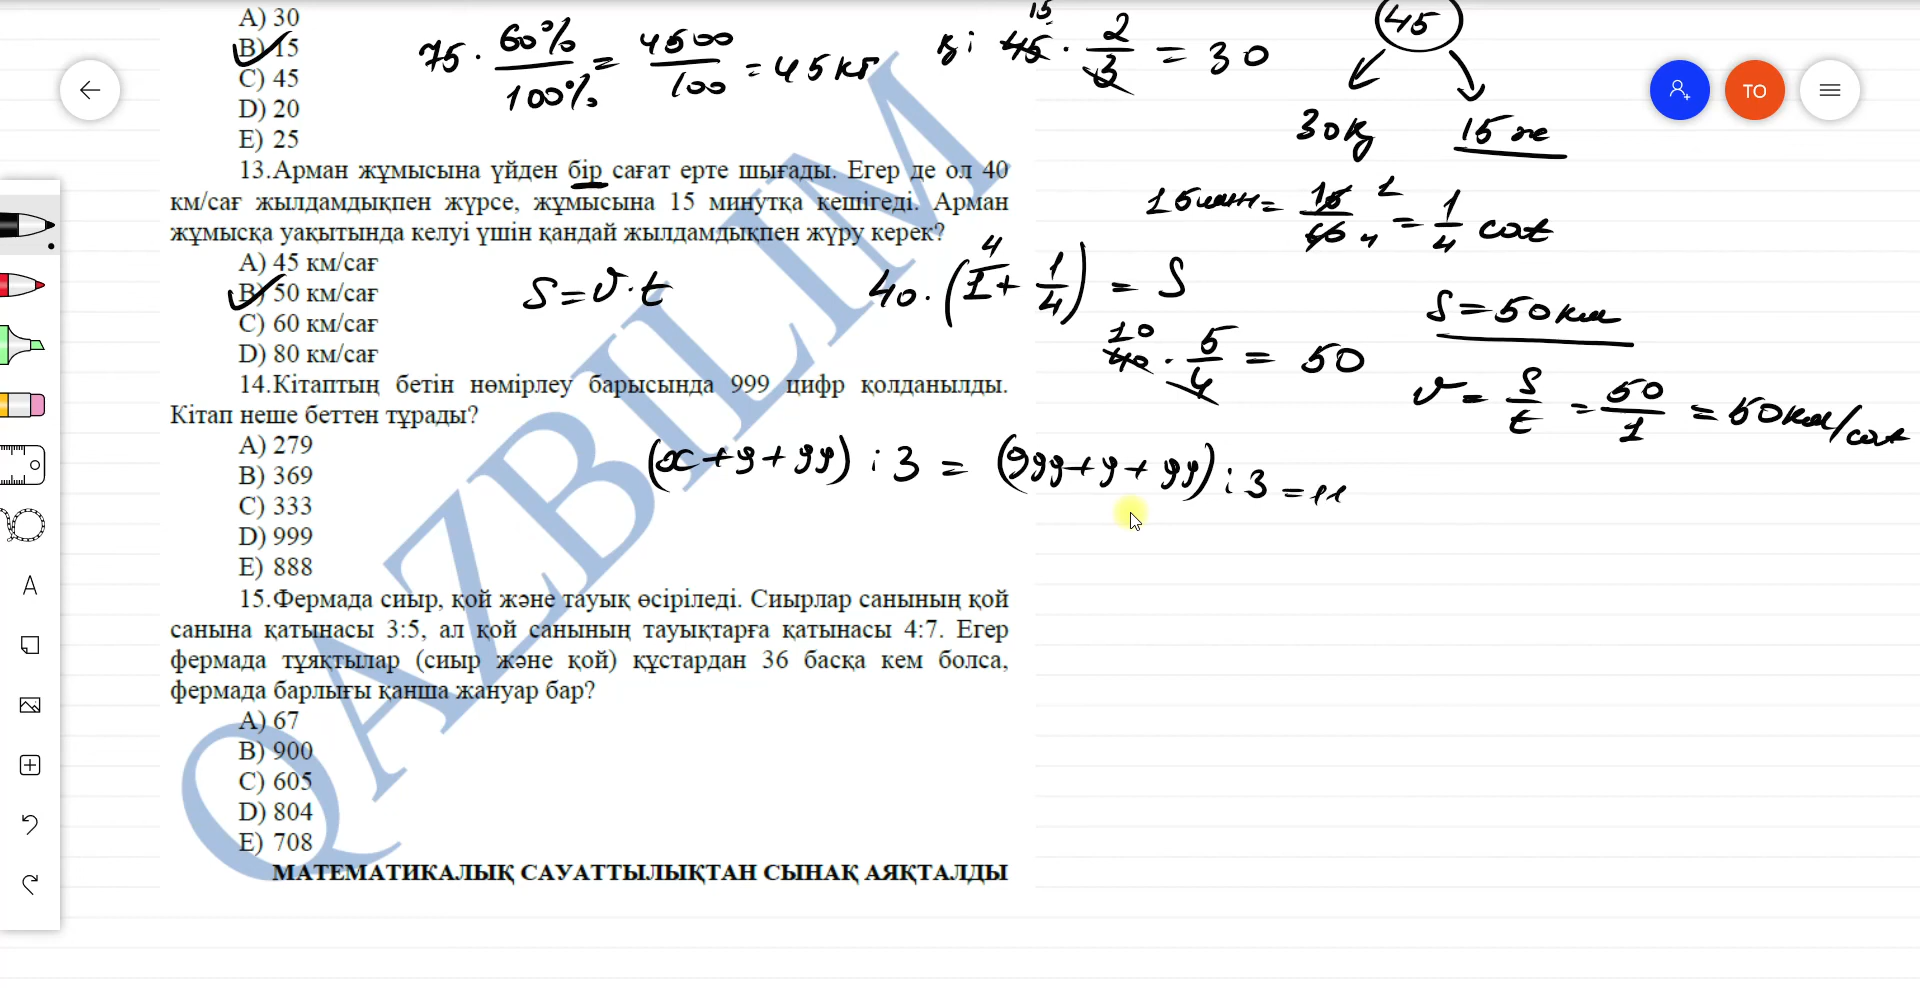 A) 30
B) 15
C) 45
D) 20
E) 25
75 · 60% / 100% = 4500 / 100 = 45 кг
қ: 45 15 · 2/3 = 30
45
30қ 15 же
TO
13.Арман жұмысына үйден бір сағат ерте шығады. Егер де ол 40
км/сағ жылдамдықпен жүрсе, жұмысына 15 минутқа кешігеді. Арман
жұмысқа уақытында келуі үшін қандай жылдамдықпен жүру керек?
A) 45 км/сағ
B) 50 км/сағ
C) 60 км/сағ
D) 80 км/сағ
15мин = 15 1 / 60 4 = 1/4 сағ
S = υ · t
40 · (4 1 + 1/4) = S
10 40 · 5/4 = 50
S = 50 км
υ = S/t = 50/1 = 50км/сағ
14.Кітаптың бетін нөмірлеу барысында 999 цифр қолданылды.
Кітап неше беттен тұрады?
A) 279
B) 369
C) 333
D) 999
E) 888
(x + 9 + 99) : 3 = (999 + 9 + 99) : 3 =
15.Фермада сиыр, қой және тауық өсіріледі. Сиырлар санының қой
санына қатынасы 3:5, ал қой санының тауықтарға қатынасы 4:7. Егер
фермада тұяқтылар (сиыр және қой) құстардан 36 басқа кем болса,
фермада барлығы қанша жануар бар?
A) 67
B) 900
C) 605
D) 804
E) 708
МАТЕМАТИКАЛЫҚ САУАТТЫЛЫҚТАН СЫНАҚ АЯҚТАЛДЫ
QAZBILIM
A